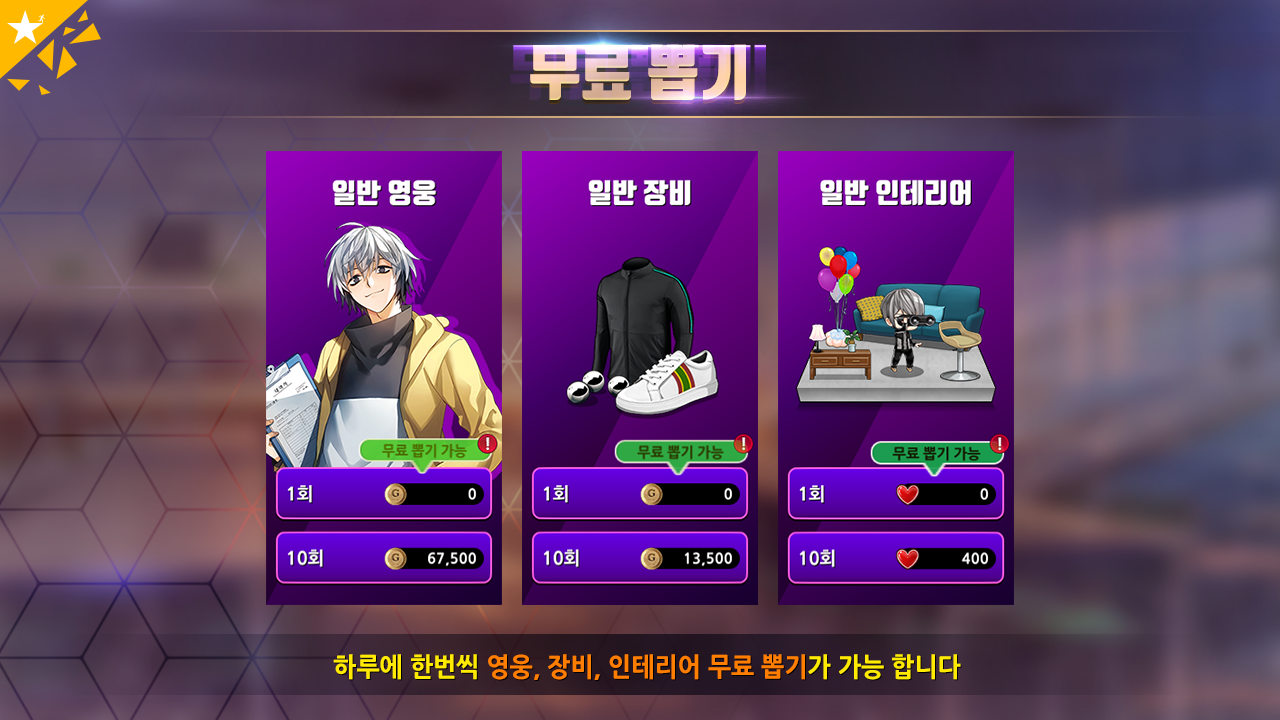 무료 뽑기
일반 영웅
일반 장비
일반 인테리어
무료 뽑기 가능 !
무료 뽑기 가능 !
무료 뽑기 가능 !
1회 G 0
1회 G 0
1회 0
10회 G 67,500
10회 G 13,500
10회 400
하루에 한번씩 영웅, 장비, 인테리어 무료 뽑기가 가능 합니다